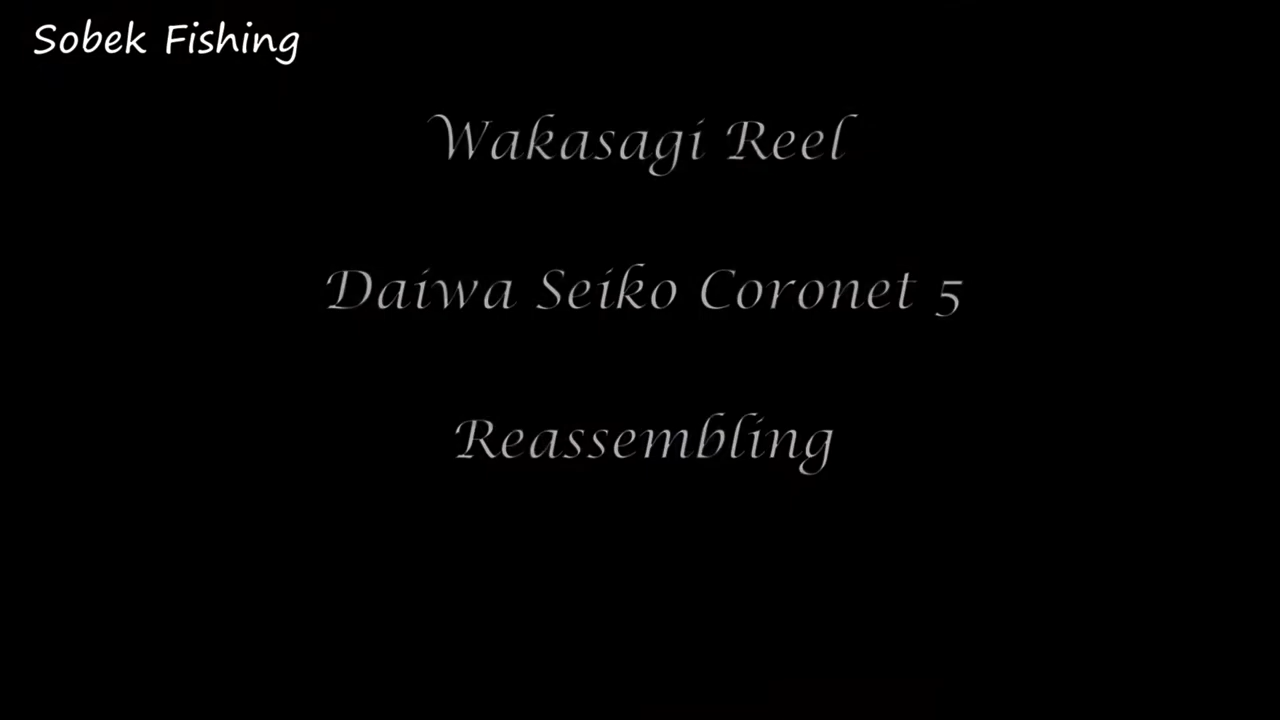 Sobek Fishing
Wakasagi Reel
Daiwa Seiko Coronet 5
Reassembling